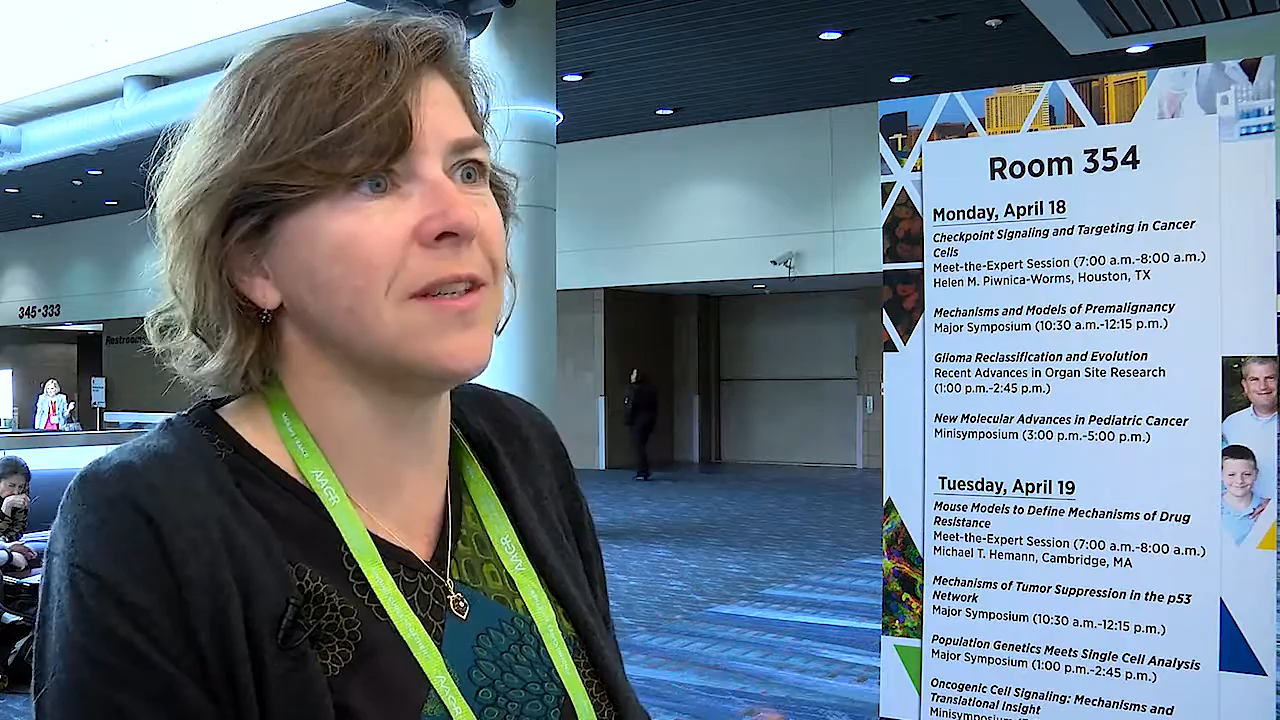 Room 354
Monday, April 18
Checkpoint Signaling and Targeting in Cancer
Cells
Meet-the-Expert Session (7:00 a.m.-8:00 a.m.)
Helen M. Piwnica-Worms, Houston, TX
Mechanisms and Models of Premalignancy
Major Symposium (10:30 a.m.-12:15 p.m.)
Glioma Reclassification and Evolution
Recent Advances in Organ Site Research
(1:00 p.m.-2:45 p.m.)
New Molecular Advances in Pediatric Cancer
Minisymposium (3:00 p.m.-5:00 p.m.)
Tuesday, April 19
Mouse Models to Define Mechanisms of Drug
Resistance
Meet-the-Expert Session (7:00 a.m.-8:00 a.m.)
Michael T. Hemann, Cambridge, MA
Mechanisms of Tumor Suppression in the p53
Network
Major Symposium (10:30 a.m.-12:15 p.m.)
Population Genetics Meets Single Cell Analysis
Major Symposium (1:00 p.m.-2:45 p.m.)
Oncogenic Cell Signaling: Mechanisms and
Translational Insight
Minisymposium
345-333
Restroom
AACR
AACR
AACR
AACR